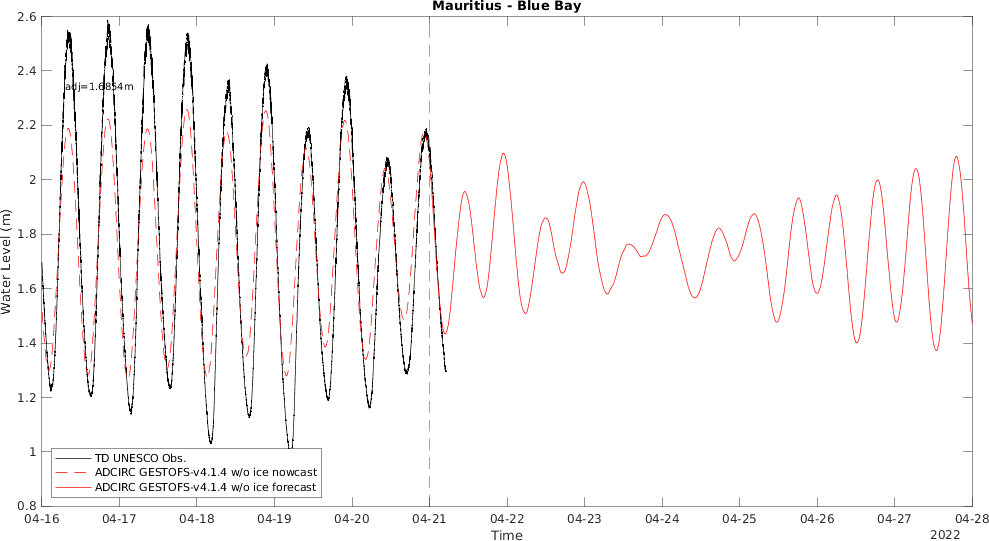 Mauritius - Blue Bay
2.6
2.4
2.2
2
1.8
1.6
1.4
1.2
1
0.8
Water Level (m)
adj=1.6854m
TD UNESCO Obs.
ADCIRC GESTOFS-v4.1.4 w/o ice nowcast
ADCIRC GESTOFS-v4.1.4 w/o ice forecast
04-16 04-17 04-18 04-19 04-20 04-21 04-22 04-23 04-24 04-25 04-26 04-27 04-28
Time
2022